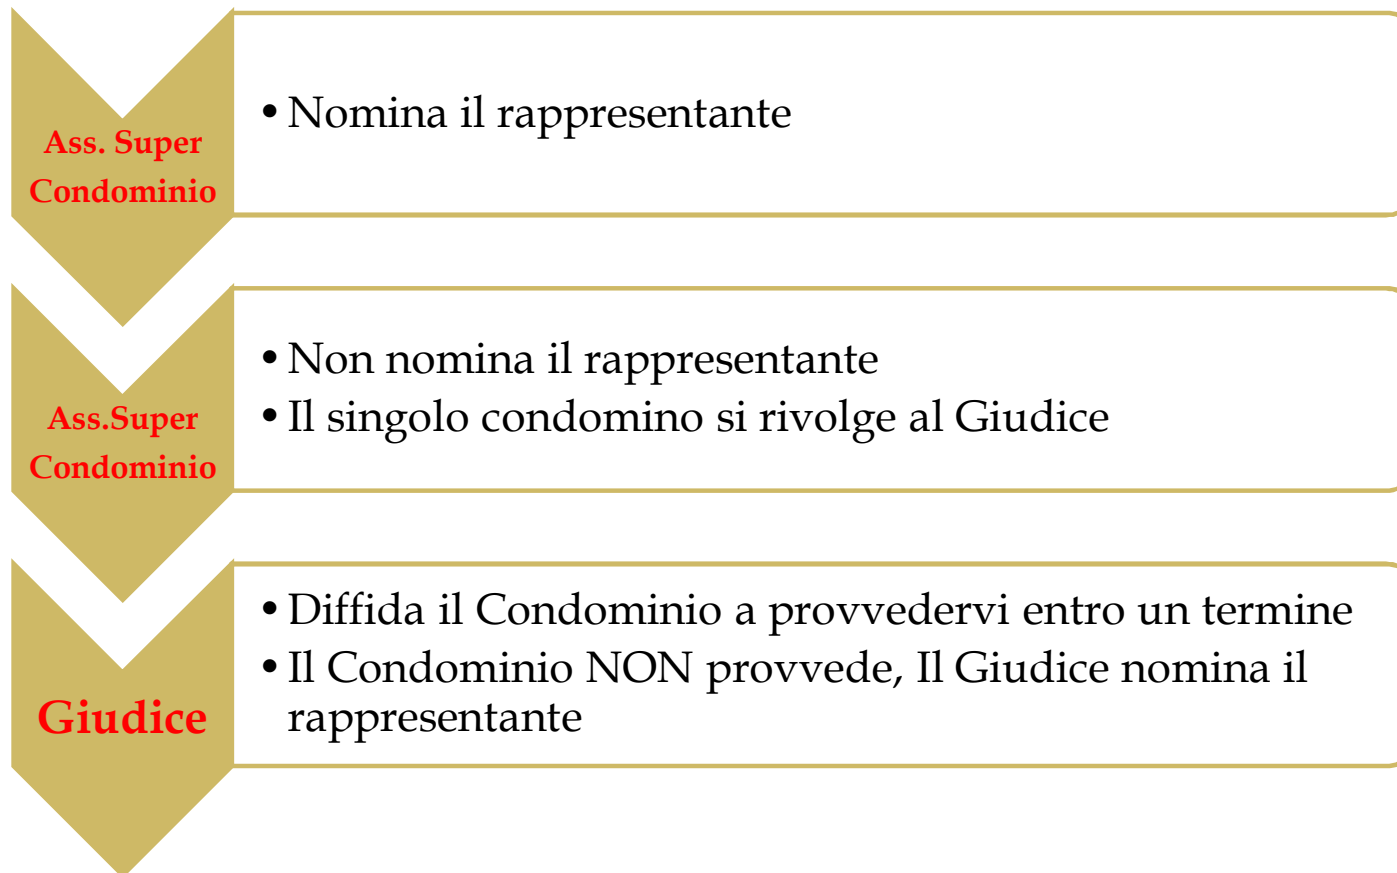 Ass. Super
Condominio
• Nomina il rappresentante
Ass.Super
Condominio
• Non nomina il rappresentante
• Il singolo condomino si rivolge al Giudice
Giudice
• Diffida il Condominio a provvedervi entro un termine
• Il Condominio NON provvede, Il Giudice nomina il
rappresentante